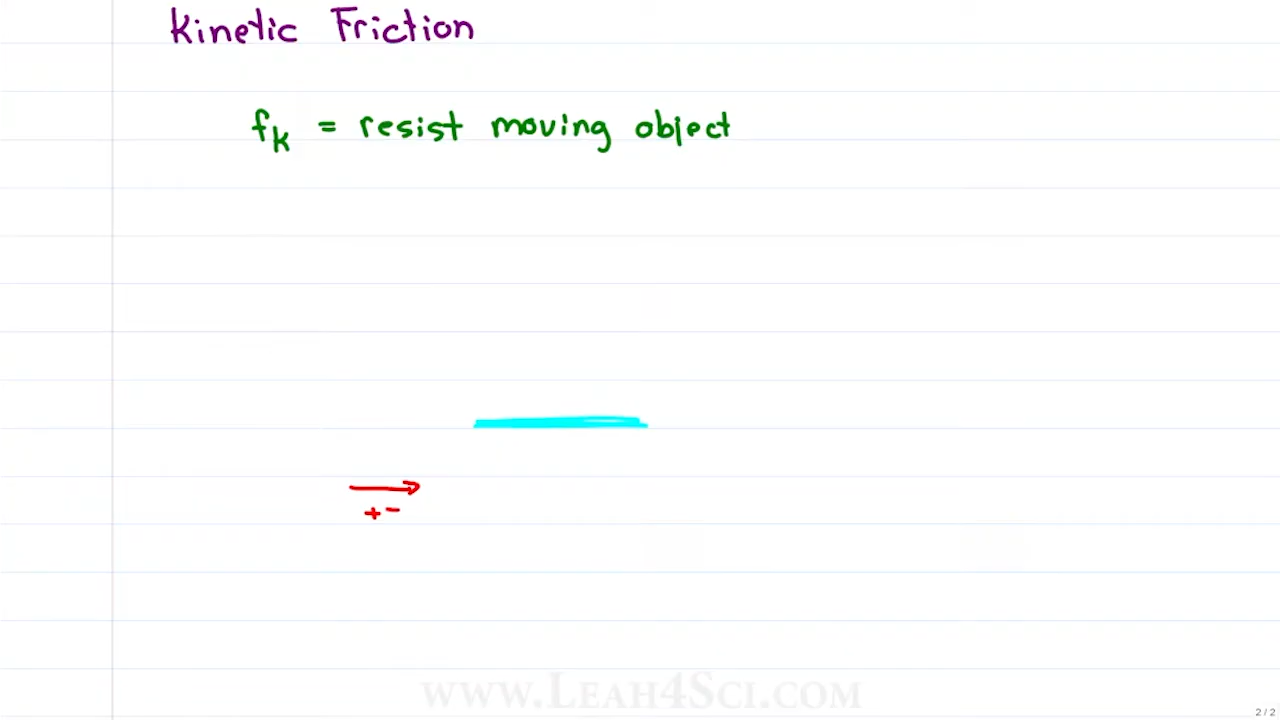 Kinetic Friction
fk = resist moving object
+ -
www.Leah4Sci.com
2 / 2